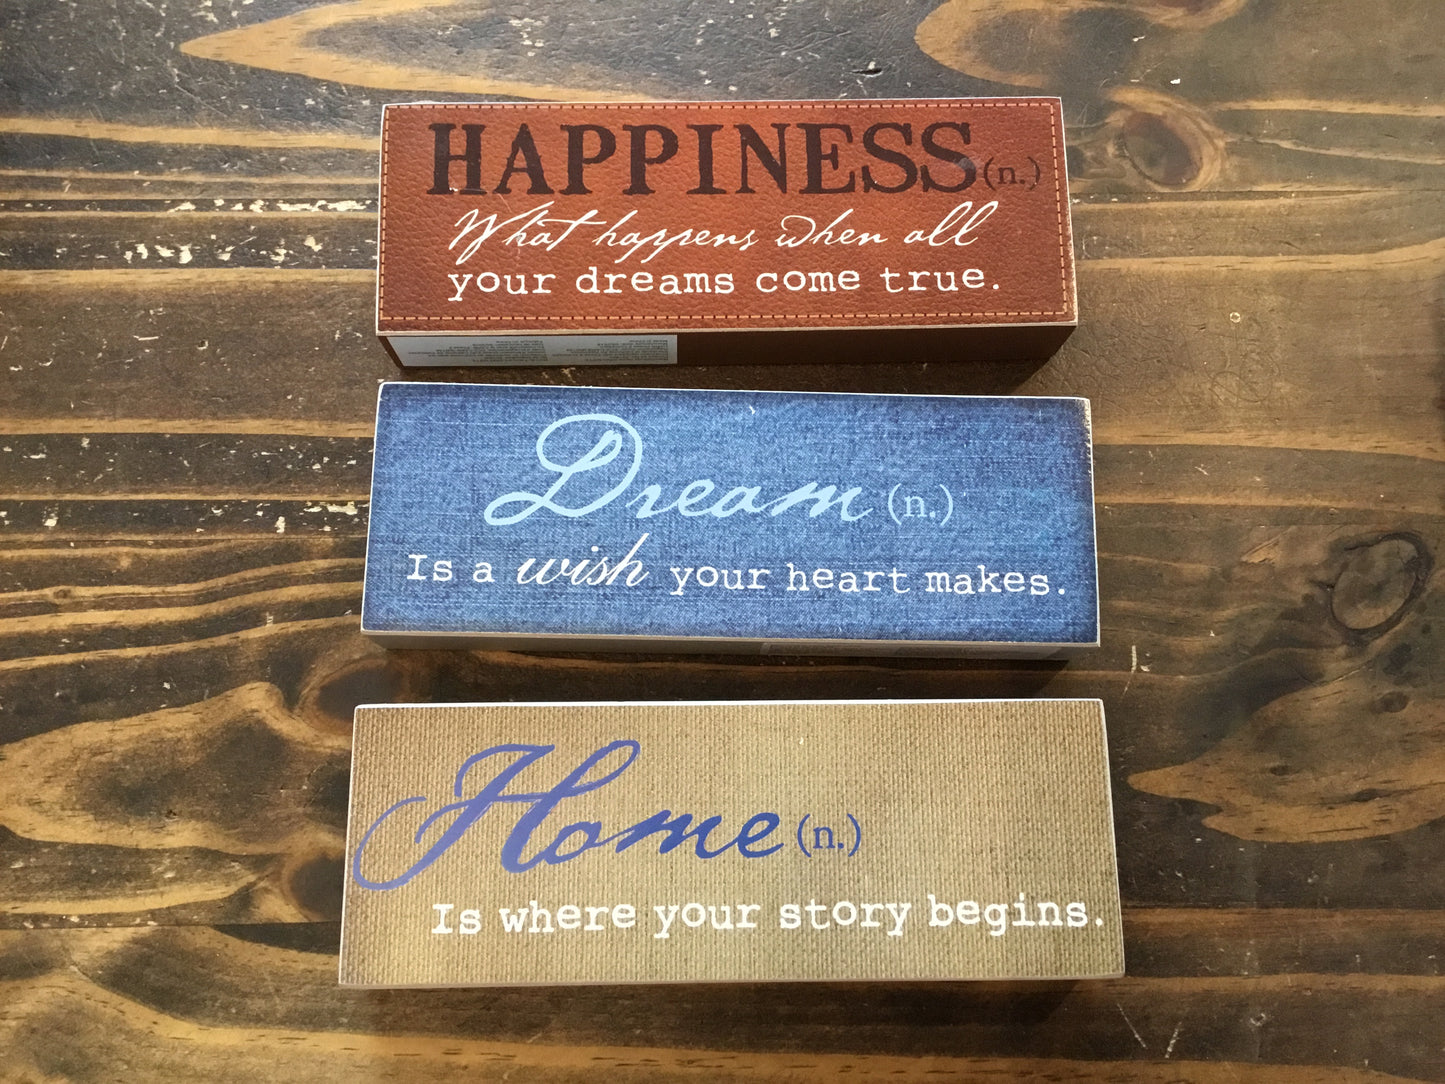 HAPPINESS (n.)
What happens when all
your dreams come true.
Dream (n.)
Is a wish your heart makes.
Home (n.)
Is where your story begins.